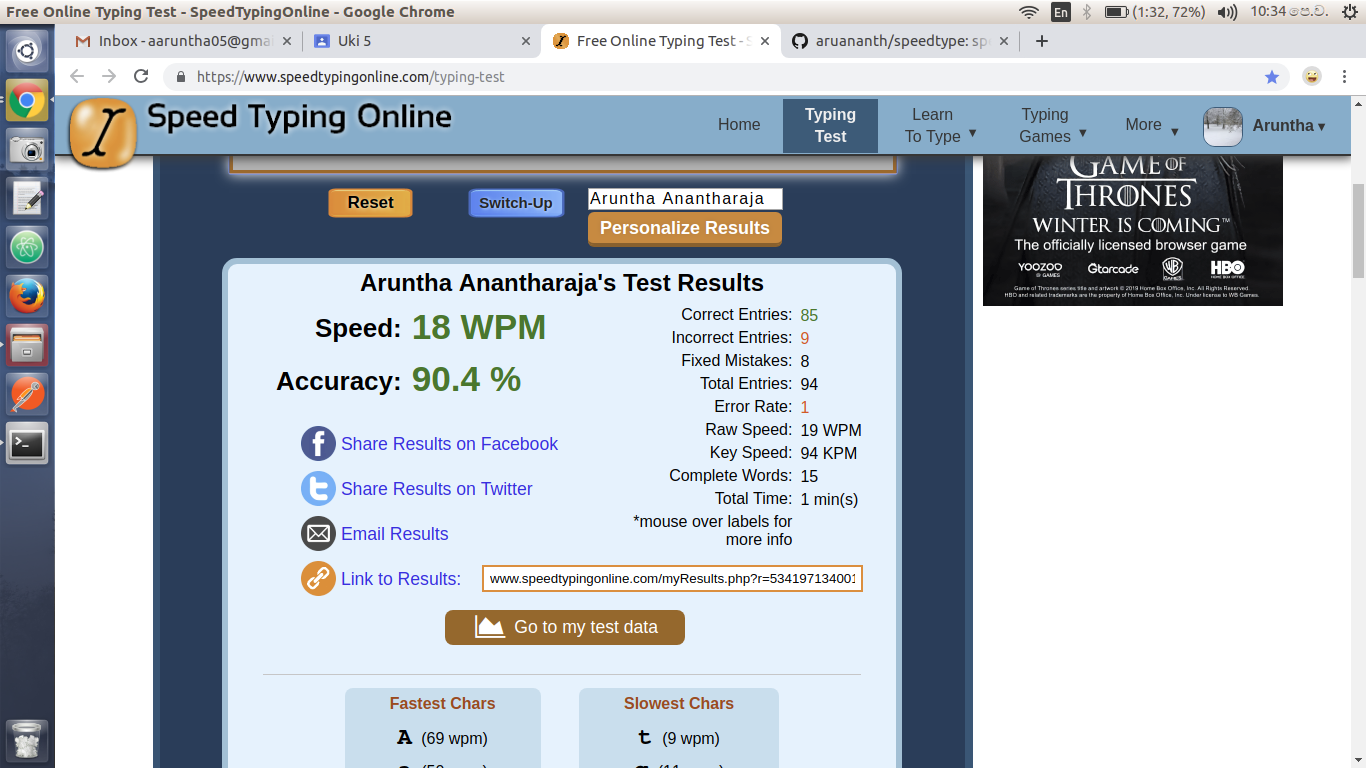 Free Online Typing Test - SpeedTypingOnline - Google Chrome
En
(1:32, 72%)
10:34 පෙ.ව.
Inbox - aaruntha05@gma
Uki 5
Free Online Typing Test - S
aruananth/speedtype: sp
https://www.speedtypingonline.com/typing-test
Speed Typing Online
Home
Typing Test
Learn To Type ▼
Typing Games ▼
More ▼
Aruntha ▾
Reset
Switch-Up
Aruntha Anantharaja
Personalize Results
GAME OF
THRONES
WINTER IS COMING™
The officially licensed browser game
YOOZOO GAMES
Gtarcade
WB GAMES
HBO
Game of Thrones series title and artwork © 2019 Home Box Office, Inc. All Rights Reserved.
HBO and related trademarks are the property of Home Box Office, Inc. Under license to WB Games.
Aruntha Anantharaja's Test Results
Speed: 18 WPM
Accuracy: 90.4 %
Correct Entries: 85
Incorrect Entries: 9
Fixed Mistakes: 8
Total Entries: 94
Error Rate: 1
Raw Speed: 19 WPM
Key Speed: 94 KPM
Complete Words: 15
Total Time: 1 min(s)
*mouse over labels for
more info
Share Results on Facebook
Share Results on Twitter
Email Results
Link to Results: www.speedtypingonline.com/myResults.php?r=534197134001
Go to my test data
Fastest Chars
A (69 wpm)
Slowest Chars
t (9 wpm)